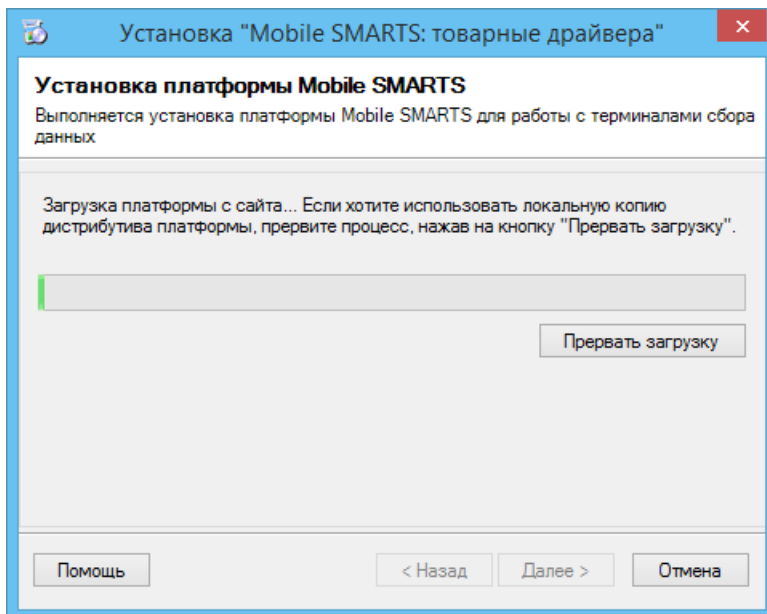 Установка "Mobile SMARTS: товарные драйвера"
Установка платформы Mobile SMARTS
Выполняется установка платформы Mobile SMARTS для работы с терминалами сбора
данных
Загрузка платформы с сайта... Если хотите использовать локальную копию
дистрибутива платформы, прервите процесс, нажав на кнопку "Прервать загрузку".
Прервать загрузку
Помощь
< Назад
Далее >
Отмена